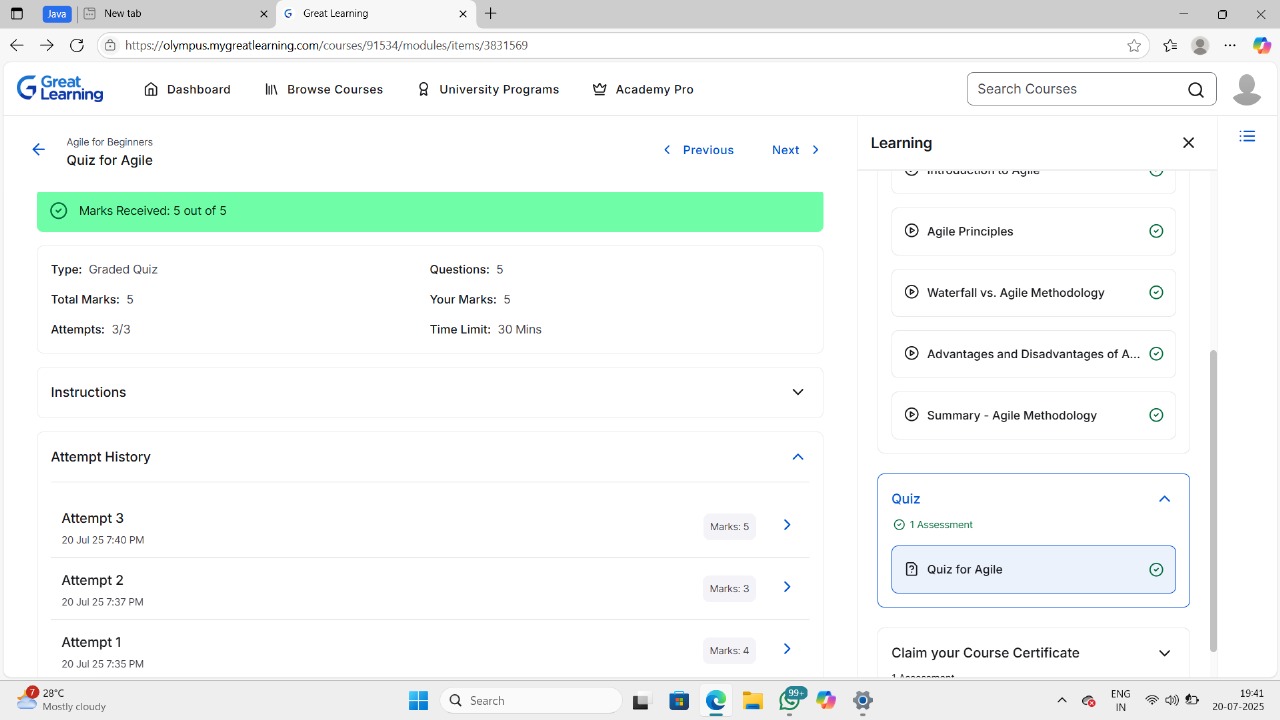 Java
New tab
Great Learning
https://olympus.mygreatlearning.com/courses/91534/modules/items/3831569
Great Learning
Dashboard
Browse Courses
University Programs
Academy Pro
Search Courses
Agile for Beginners
Quiz for Agile
Previous
Next
Marks Received: 5 out of 5
Type: Graded Quiz
Questions: 5
Total Marks: 5
Your Marks: 5
Attempts: 3/3
Time Limit: 30 Mins
Instructions
Attempt History
Attempt 3
20 Jul 25 7:40 PM
Marks: 5
Attempt 2
20 Jul 25 7:37 PM
Marks: 3
Attempt 1
20 Jul 25 7:35 PM
Marks: 4
Learning
Introduction to Agile
Agile Principles
Waterfall vs. Agile Methodology
Advantages and Disadvantages of A...
Summary - Agile Methodology
Quiz
1 Assessment
Quiz for Agile
Claim your Course Certificate
1 Assessment
7
28°C
Mostly cloudy
Search
99+
ENG
IN
19:41
20-07-2025